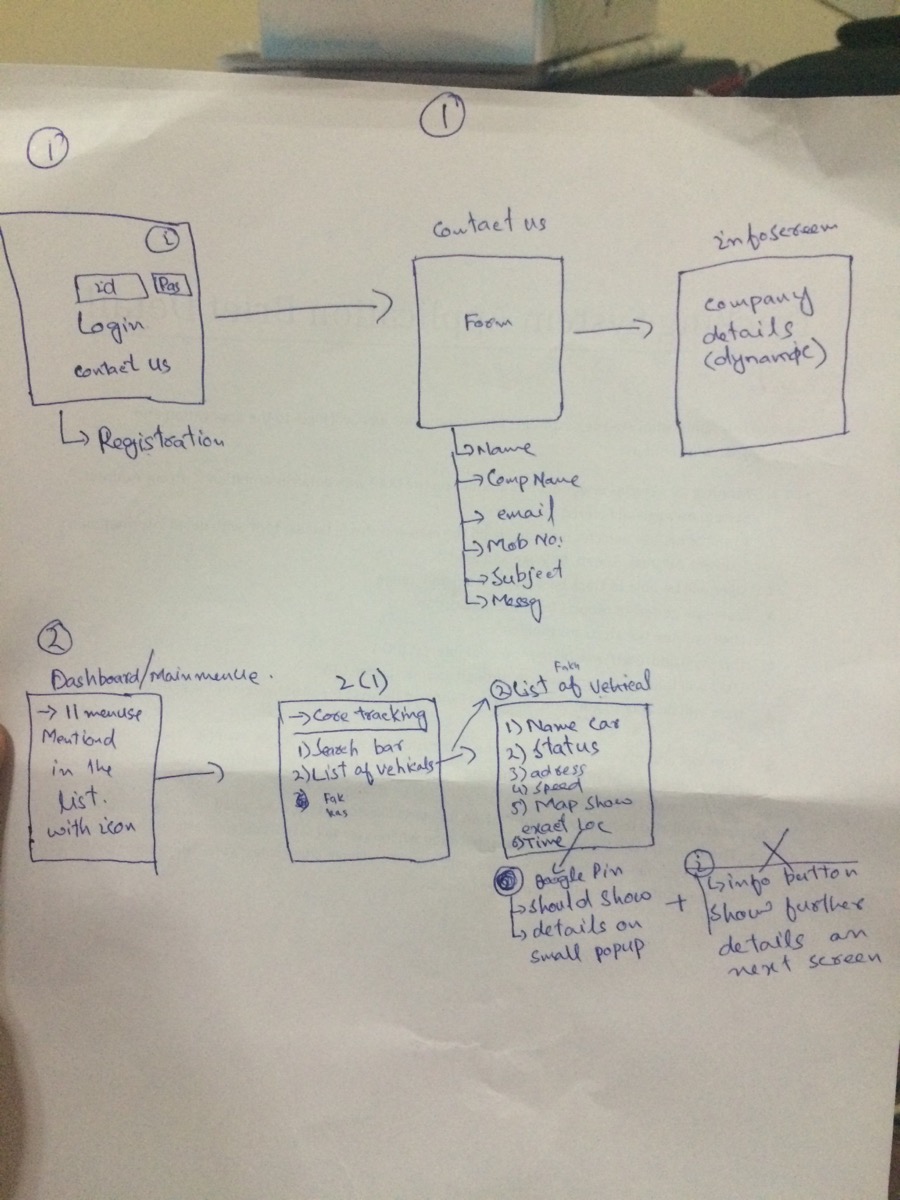 1
1
i
id
Pas
Login
contact us
Registration
Contact us
Form
Name
Comp Name
email
Mob No:
Subject
Messg
infoscreem
company
details
(dynamic)
2
Dashboard/Mainmenue.
→ 11 menuse
Mentiond
in the
list.
with icon
2(1)
→ Core tracking
1) Search bar
2) List of Vehicals
Fak
2 List of Vehical
1) Name car
2) Status
3) adress
4) Speed
5) Map Show
exact Loc
6) Time
Google Pin
should show
details on
small popup
+
i
info button
show further
details an
next screen